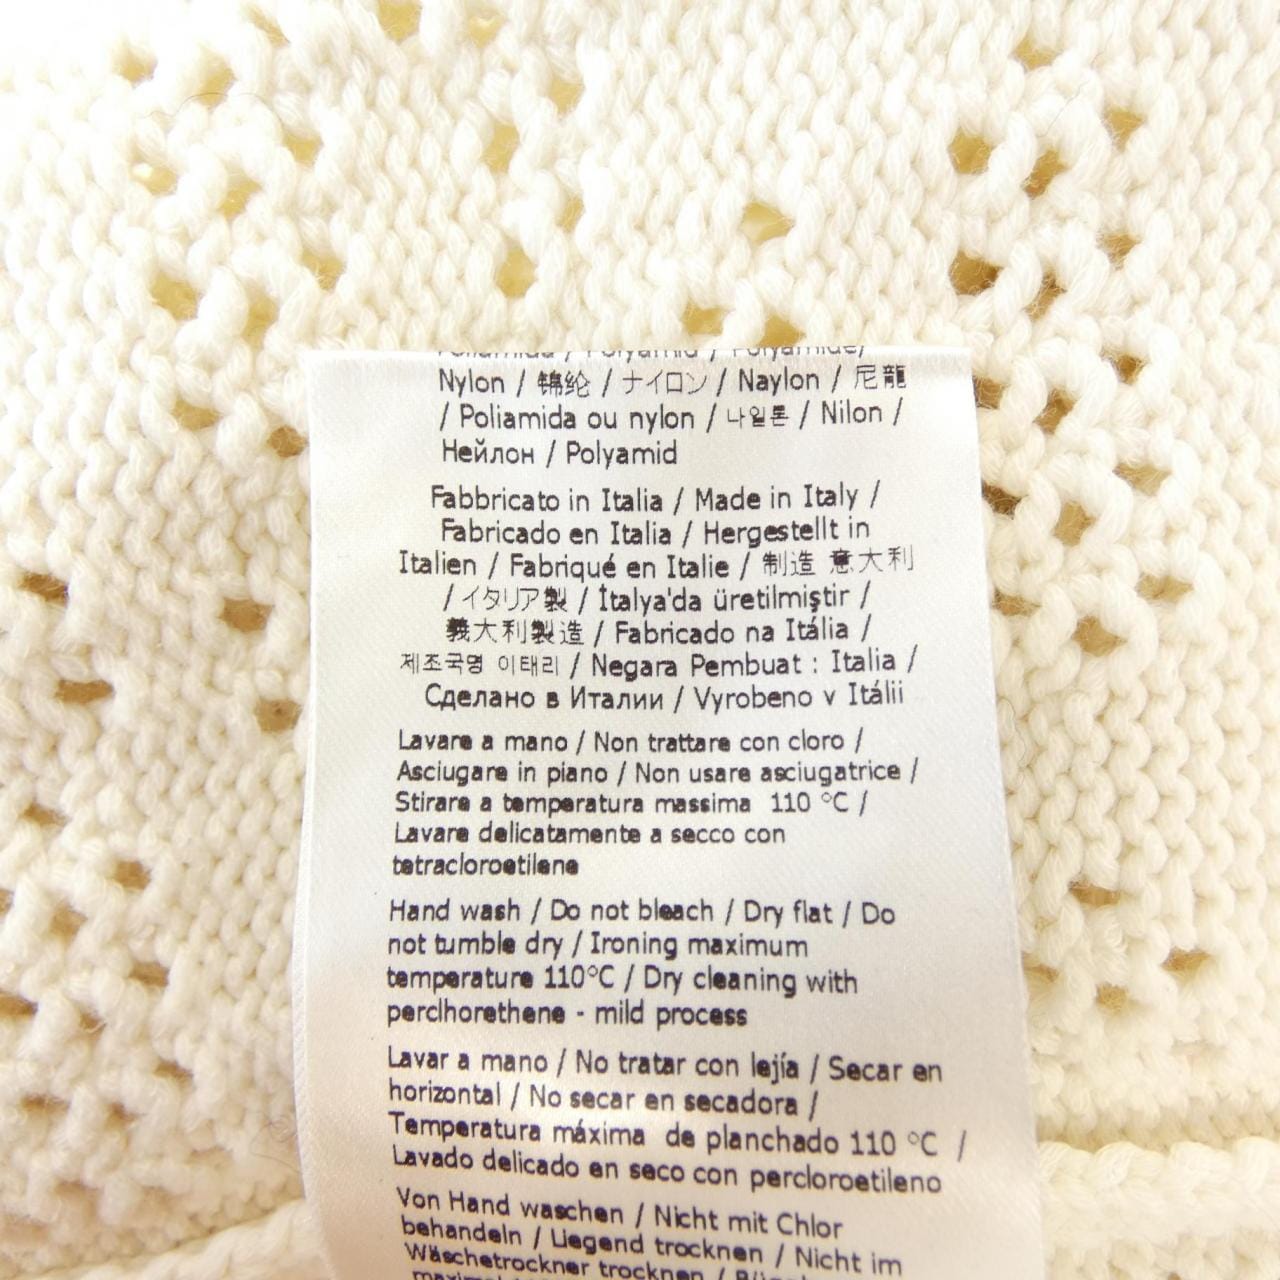 Poliammide / Polyamid / Polyamide/
Nylon / 锦纶 / ナイロン / Naylon / 尼龍
/ Poliamida ou nylon / 나일론 / Nilon /
Нейлон / Polyamid
Fabbricato in Italia / Made in Italy /
Fabricado en Italia / Hergestellt in
Italien / Fabriqué en Italie / 制造 意大利
/ イタリア製 / İtalya'da üretilmiştir /
義大利製造 / Fabricado na Itália /
제조국명 이태리 / Negara Pembuat : Italia /
Сделано в Италии / Vyrobeno v Itálii
Lavare a mano / Non trattare con cloro /
Asciugare in piano / Non usare asciugatrice /
Stirare a temperatura massima 110 °C /
Lavare delicatamente a secco con
tetracloroetilene
Hand wash / Do not bleach / Dry flat / Do
not tumble dry / Ironing maximum
temperature 110°C / Dry cleaning with
perclhorethene - mild process
Lavar a mano / No tratar con lejía / Secar en
horizontal / No secar en secadora /
Temperatura máxima de planchado 110 °C /
Lavado delicado en seco con percloroetileno
Von Hand waschen / Nicht mit Chlor
behandeln / Liegend trocknen / Nicht im
Wäschetrockner trocknen /